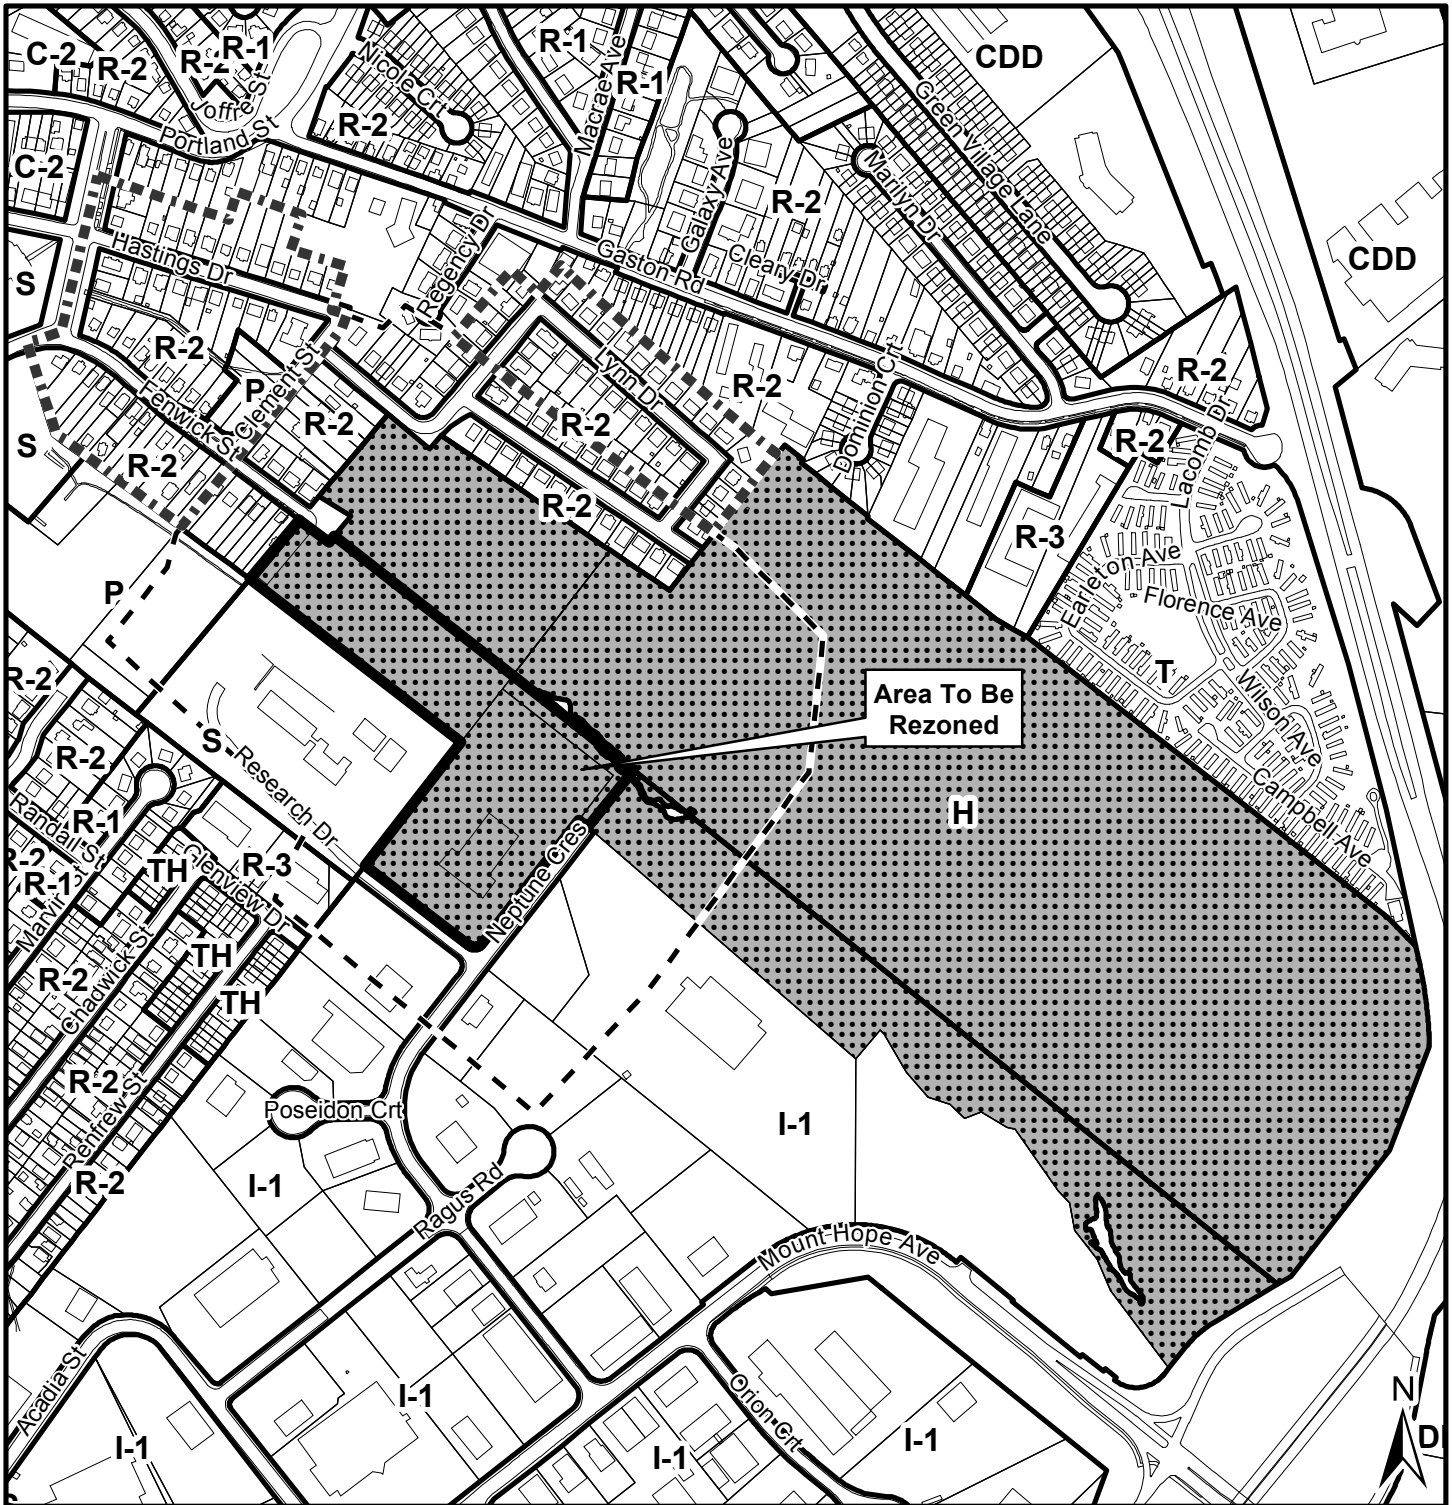 C-2
R-2
R-2
R-1
Joffre St
Nicole Crt
R-1
Macrae Ave
R-1
CDD
Portland St
R-2
Green Village Lane
C-2
Galaxy Ave
Marilyn Dr
R-2
Hastings Dr
Regency Dr
Gaston Rd
Cleary Dr
CDD
S
R-2
P
Clement St
Fenwick St
R-2
Lynn Dr
R-2
R-2
Dominion Crt
R-2
R-2
Lacomb Dr
S
R-2
R-2
R-3
Earleton Ave
Florence Ave
P
T
Wilson Ave
Campbell Ave
Area To Be
Rezoned
H
R-2
R-2
S
Research Dr
Randall St
R-1
R-2
R-1
TH
Glenview Dr
R-3
Neptune Cres
TH
R-2
Chadwick St
TH
R-2
Renfrew St
R-2
Poseidon Crt
I-1
Ragus Rd
I-1
Mount Hope Ave
Acadia St
I-1
I-1
Orion Crt
I-1
I-1
N